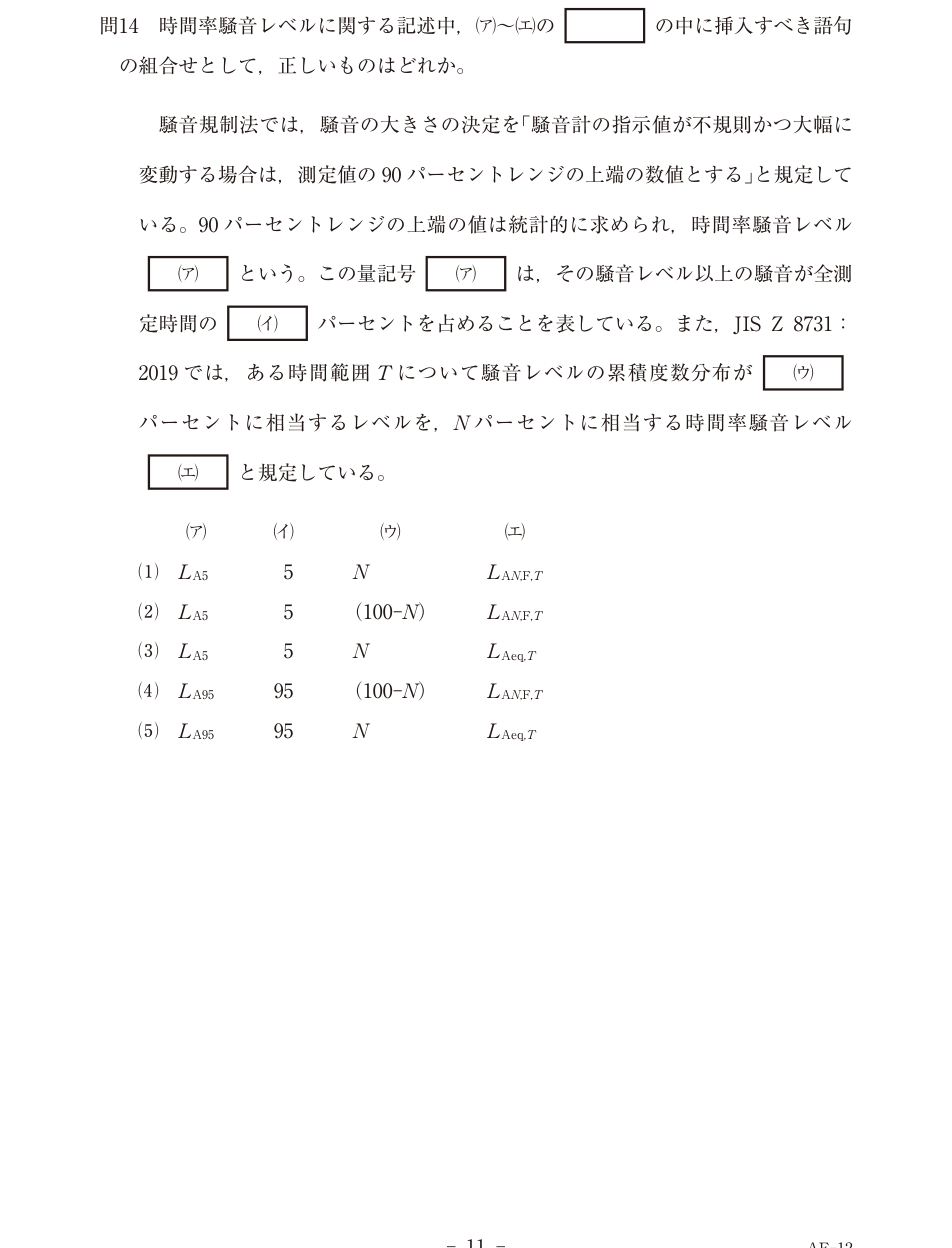 問14 時間率騒音レベルに関する記述中，㋐～㋓の の中に挿入すべき語句
の組合せとして，正しいものはどれか。
騒音規制法では，騒音の大きさの決定を「騒音計の指示値が不規則かつ大幅に
変動する場合は，測定値の 90 パーセントレンジの上端の数値とする」と規定して
いる。90 パーセントレンジの上端の値は統計的に求められ，時間率騒音レベル
(ア) という。この量記号 (ア) は，その騒音レベル以上の騒音が全測
定時間の (イ) パーセントを占めることを表している。また，JIS Z 8731：
2019 では，ある時間範囲 T について騒音レベルの累積度数分布が (ウ)
パーセントに相当するレベルを，N パーセントに相当する時間率騒音レベル
(エ) と規定している。
(ア) (イ) (ウ) (エ)
(1) LA5 5 N LAN,F,T
(2) LA5 5 (100−N) LAN,F,T
(3) LA5 5 N LAeq,T
(4) LA95 95 (100−N) LAN,F,T
(5) LA95 95 N LAeq,T
− 11 −